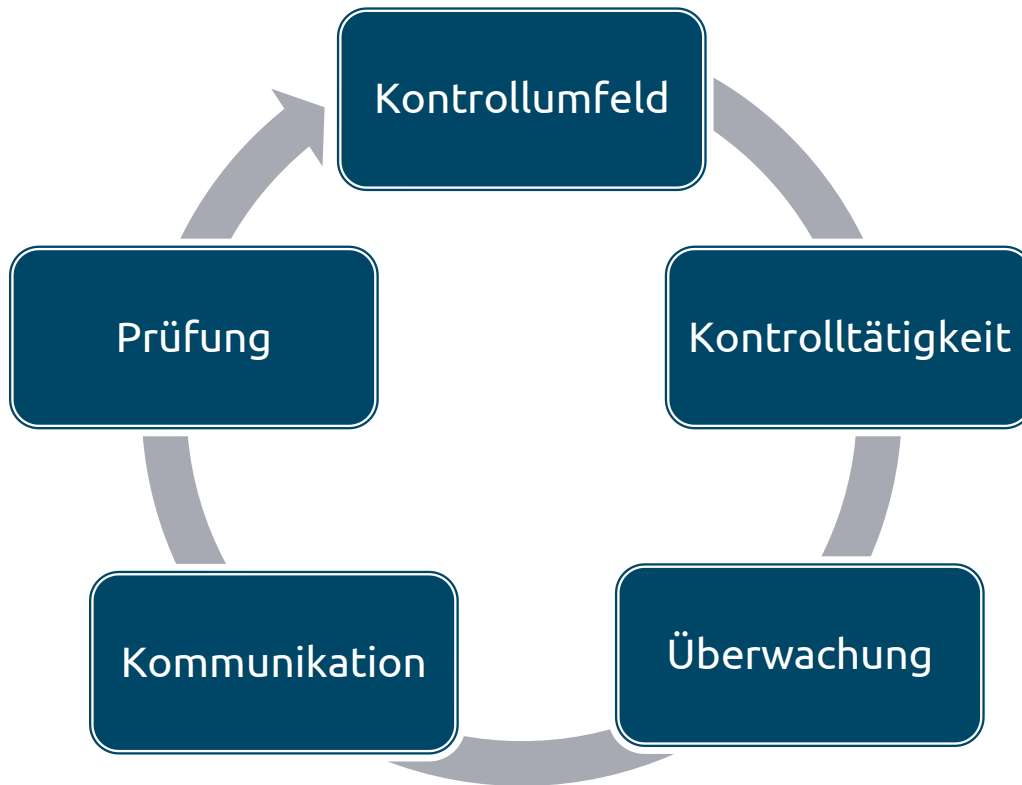 Kontrollumfeld
Prüfung
Kontrolltätigkeit
Kommunikation
Überwachung